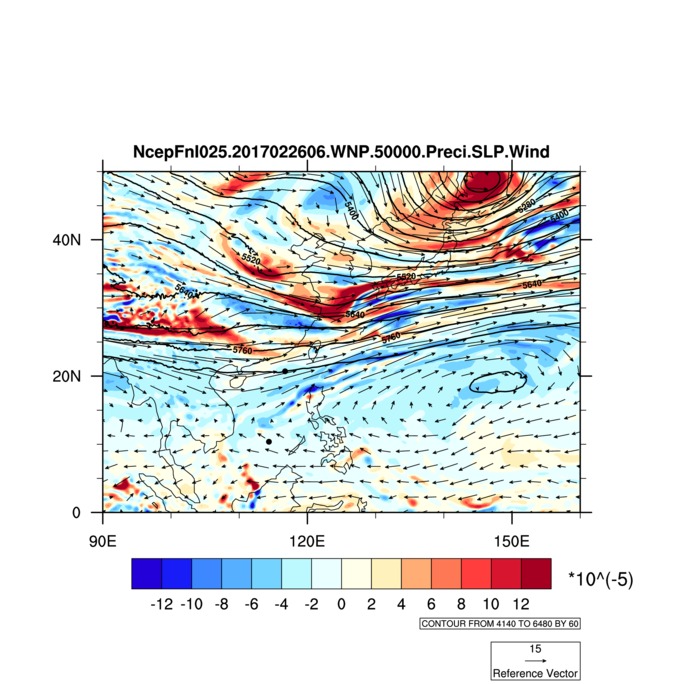 NcepFnl025.2017022606.WNP.50000.Preci.SLP.Wind
5400
5280
5400
40N
5520
5520
5640
5640
5640
5760
5760
20N
0
90E 120E 150E
-12 -10 -8 -6 -4 -2 0 2 4 6 8 10 12
*10^(-5)
CONTOUR FROM 4140 TO 6480 BY 60
15
Reference Vector